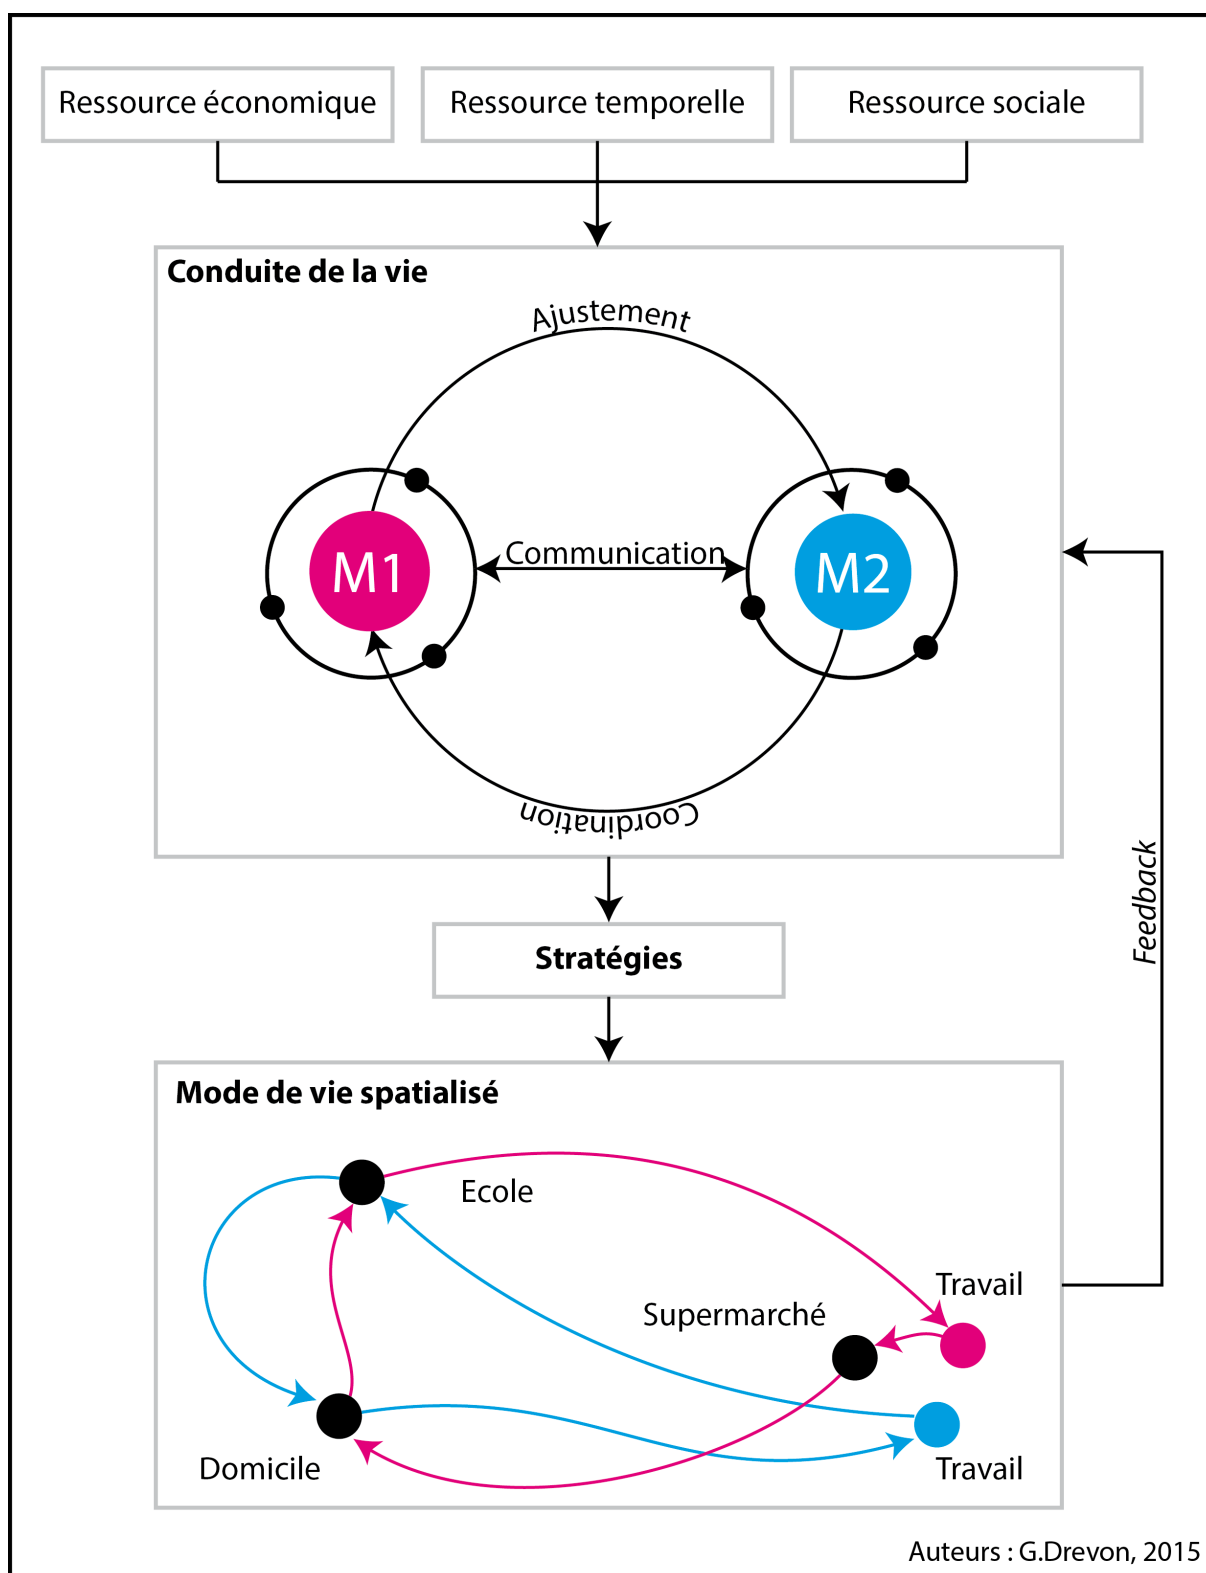 Ressource économique
Ressource temporelle
Ressource sociale
Conduite de la vie
Ajustement
M1
Communication
M2
Coordination
Feedback
Stratégies
Mode de vie spatialisé
Ecole
Travail
Supermarché
Domicile
Travail
Auteurs : G.Drevon, 2015